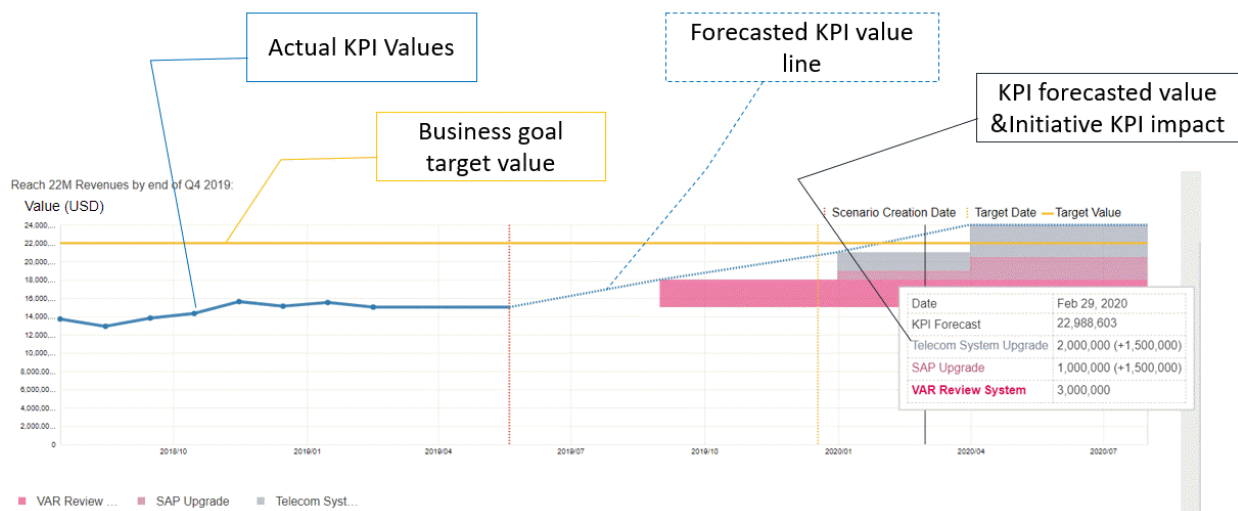 Actual KPI Values
Forecasted KPI value
line
KPI forecasted value
&Initiative KPI impact
Business goal
target value
Reach 22M Revenues by end of Q4 2019:
Value (USD)
Scenario Creation Date
Target Date
Target Value
24,000,...
22,000,...
20,000,...
18,000,...
16,000,...
14,000,...
12,000,...
10,000,...
8,000,00...
6,000,00...
4,000,00...
2,000,00...
0
2018/10
2019/01
2019/04
2019/07
2019/10
2020/01
2020/04
2020/07
Date Feb 29, 2020
KPI Forecast 22,988,603
Telecom System Upgrade 2,000,000 (+1,500,000)
SAP Upgrade 1,000,000 (+1,500,000)
VAR Review System 3,000,000
VAR Review ...
SAP Upgrade
Telecom Syst...